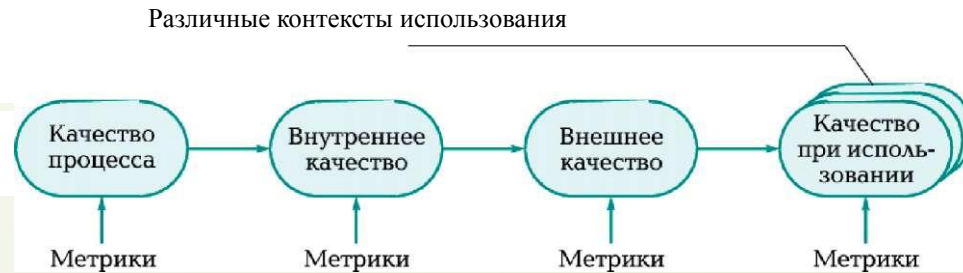 Различные контексты использования
Качество
процесса
Внутреннее
качество
Внешнее
качество
Качество
при исполь-
зовании
Метрики
Метрики
Метрики
Метрики